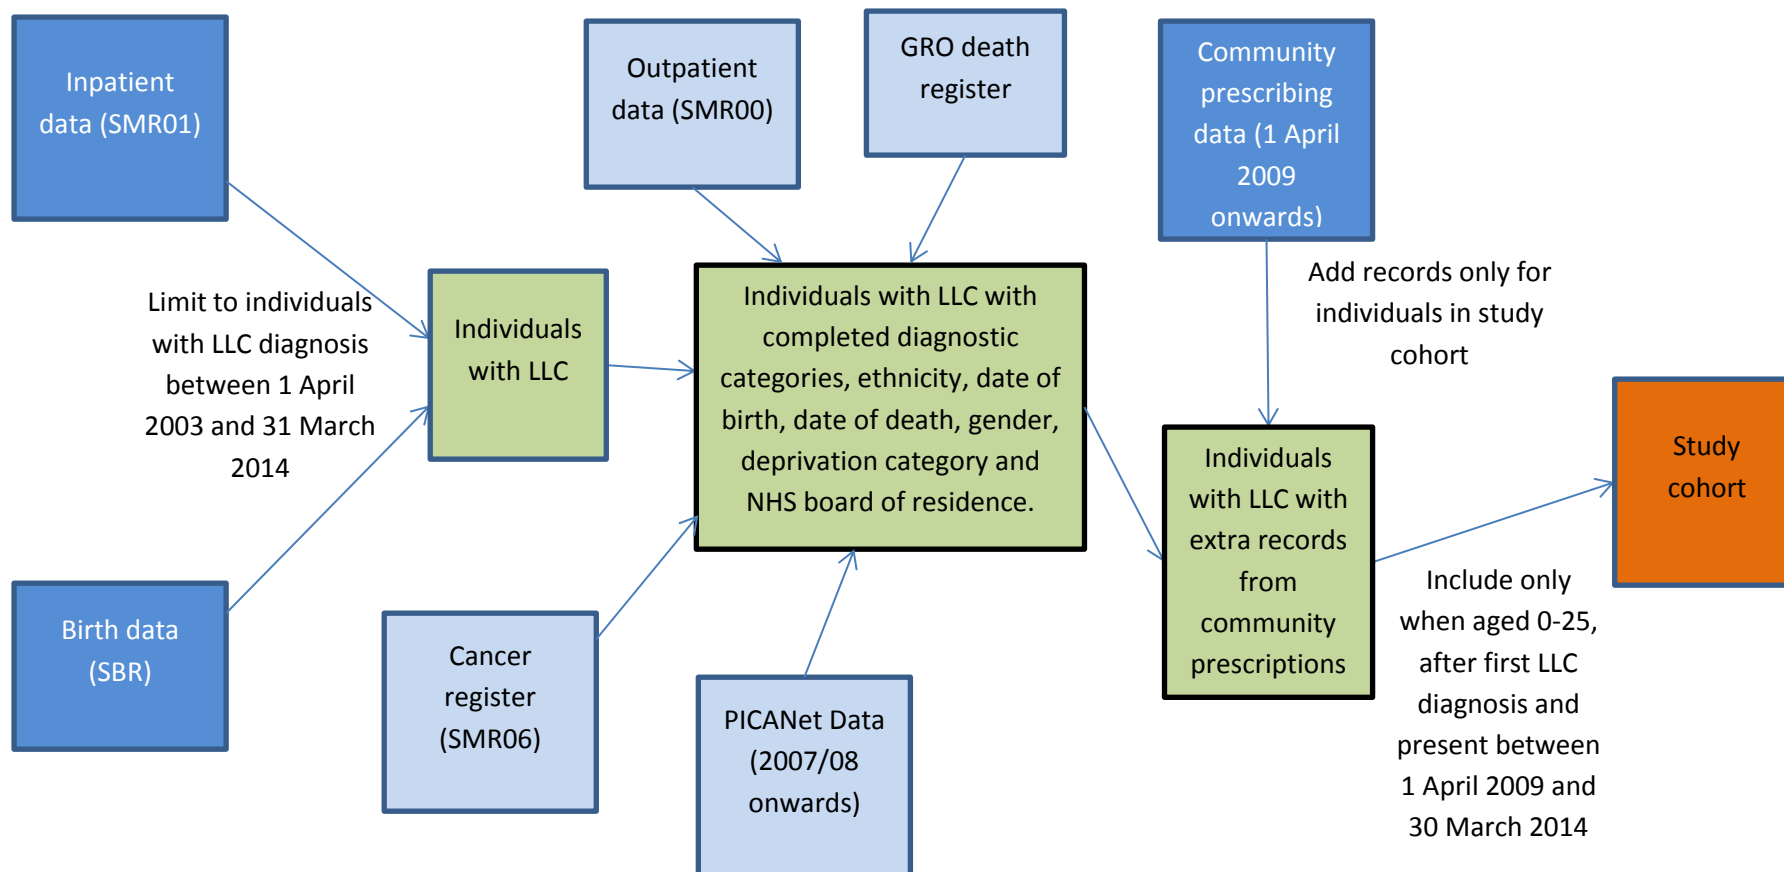 Inpatient
data (SMR01)
Outpatient
data (SMR00)
GRO death
register
Community
prescribing
data (1 April
2009
onwards)
Limit to individuals
with LLC diagnosis
between 1 April
2003 and 31 March
2014
Individuals
with LLC
Individuals with LLC with
completed diagnostic
categories, ethnicity, date of
birth, date of death, gender,
deprivation category and
NHS board of residence.
Add records only for
individuals in study
cohort
Individuals
with LLC with
extra records
from
community
prescriptions
Study
cohort
Birth data
(SBR)
Cancer
register
(SMR06)
PICANet Data
(2007/08
onwards)
Include only
when aged 0-25,
after first LLC
diagnosis and
present between
1 April 2009 and
30 March 2014